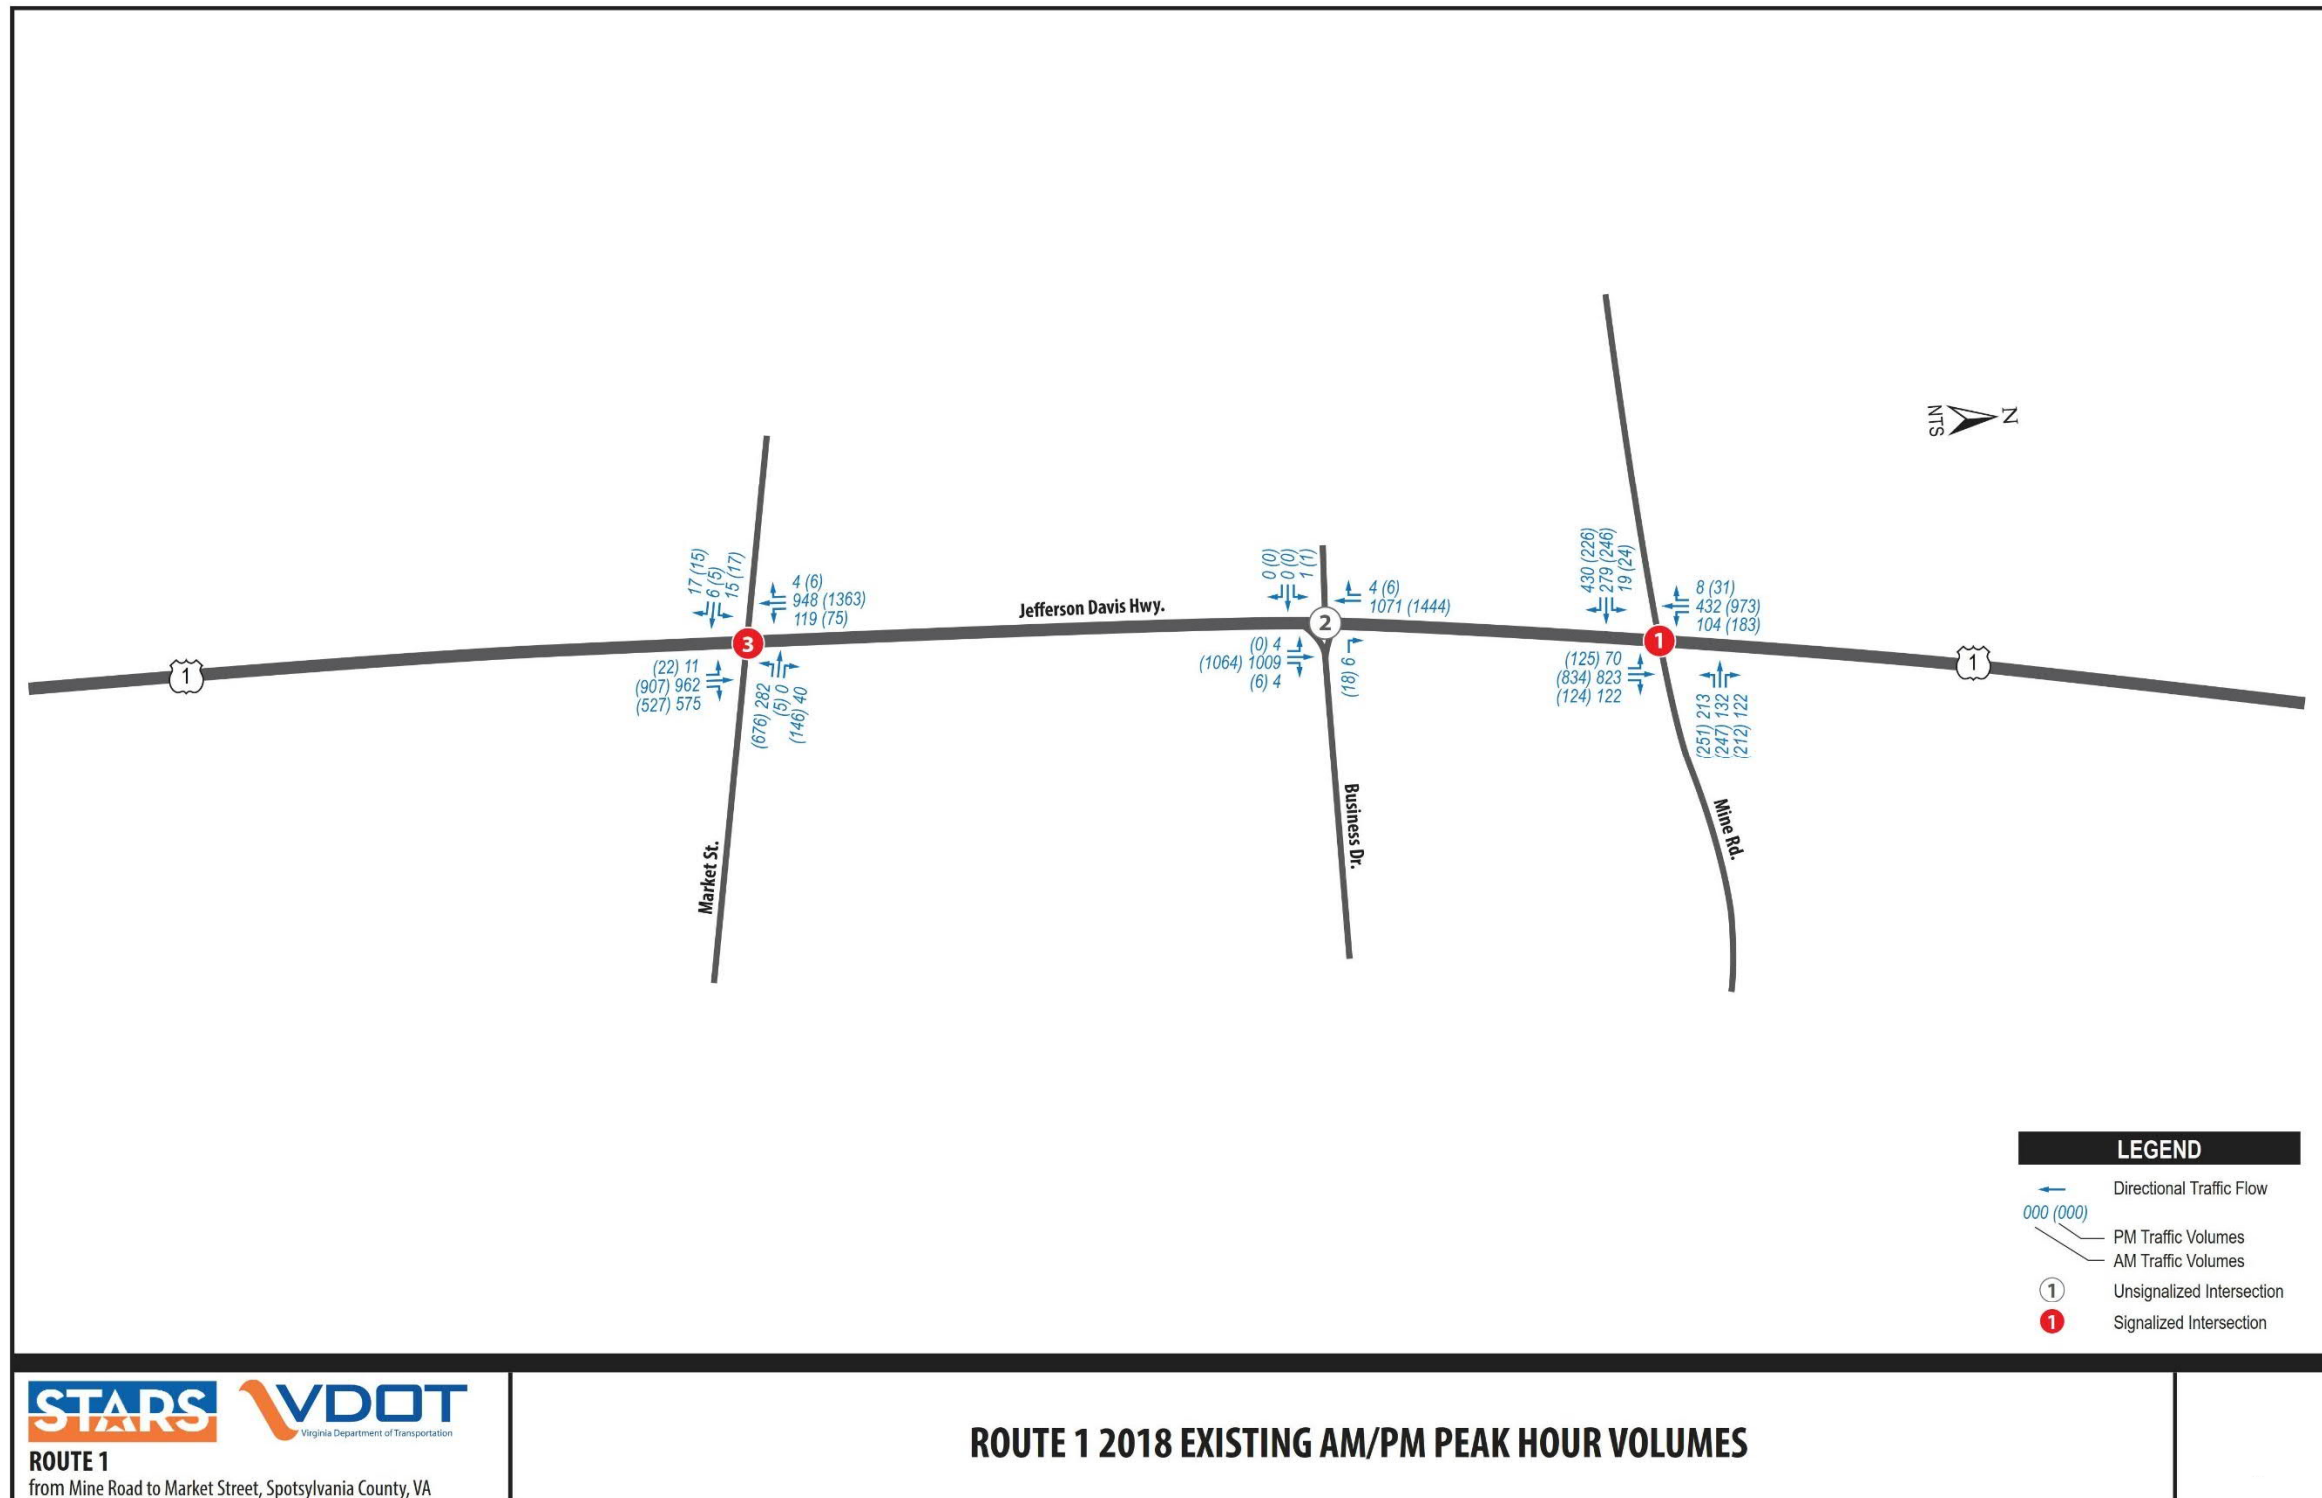 N
NTS
430 (226)
279 (246)
19 (24)
17 (15)
6 (5)
15 (17)
0 (0)
0 (0)
1 (1)
4 (6)
948 (1363)
119 (75)
Jefferson Davis Hwy.
4 (6)
1071 (1444)
8 (31)
432 (973)
104 (183)
3
2
1
1
1
(22) 11
(907) 962
(527) 575
(676) 282
(5) 0
(146) 40
(0) 4
(1064) 1009
(6) 4
(18) 6
(125) 70
(834) 823
(124) 122
(251) 213
(247) 132
(212) 122
Market St.
Business Dr.
Mine Rd.
LEGEND
Directional Traffic Flow
000 (000)
PM Traffic Volumes
AM Traffic Volumes
1 Unsignalized Intersection
1 Signalized Intersection
STARS
VDOT
Virginia Department of Transportation
ROUTE 1
from Mine Road to Market Street, Spotsylvania County, VA
ROUTE 1 2018 EXISTING AM/PM PEAK HOUR VOLUMES